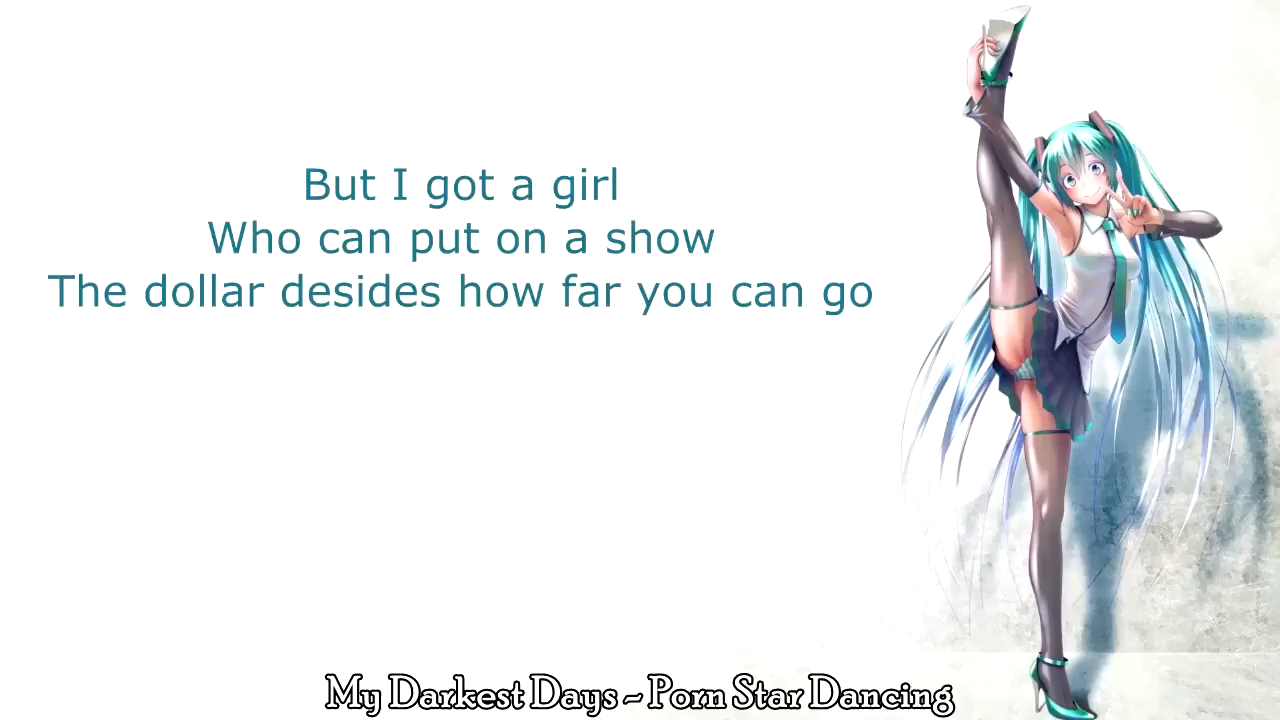 But I got a girl
Who can put on a show
The dollar desides how far you can go
My Darkest Days ~ Porn Star Dancing